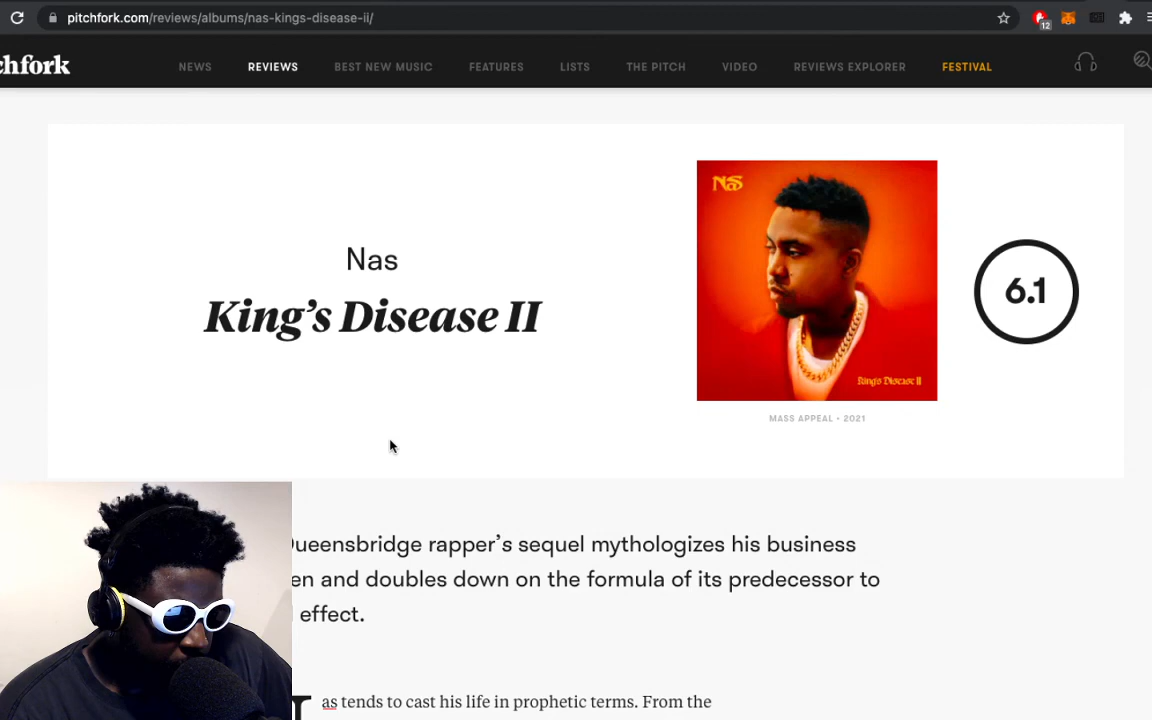 pitchfork.com/reviews/albums/nas-kings-disease-ii/
12
chfork NEWS REVIEWS BEST NEW MUSIC FEATURES LISTS THE PITCH VIDEO REVIEWS EXPLORER FESTIVAL
Nas
King's Disease II
NAS
King's Disease II
6.1
MASS APPEAL • 2021
Queensbridge rapper's sequel mythologizes his business
en and doubles down on the formula of its predecessor to
effect.
as tends to cast his life in prophetic terms. From the